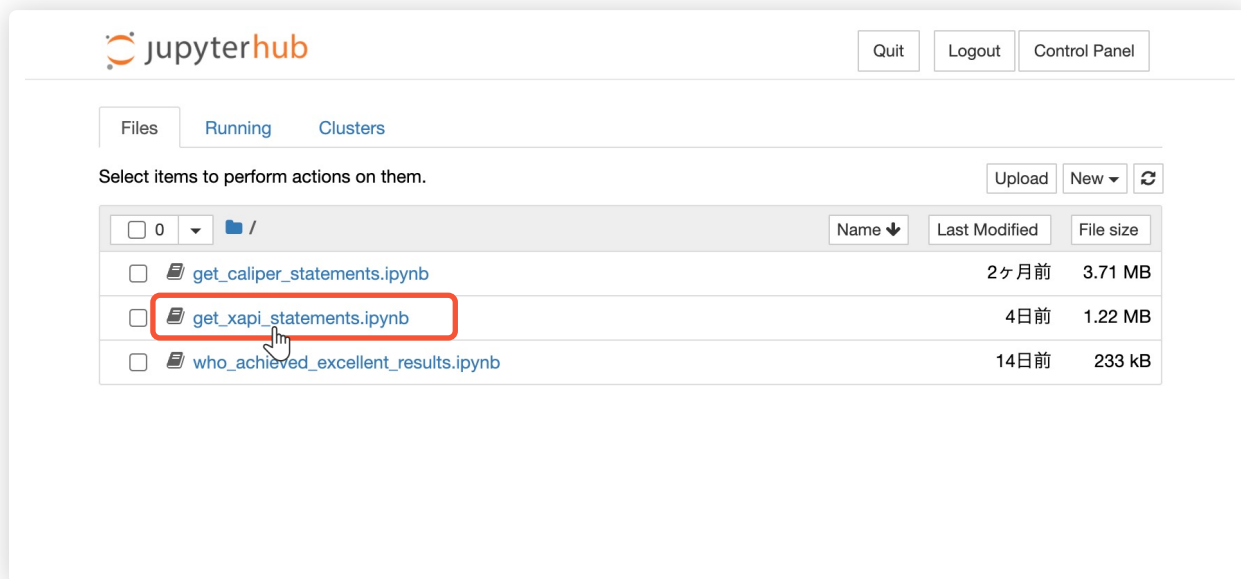 jupyterhub Quit Logout Control Panel
Files Running Clusters
Select items to perform actions on them. Upload New
0 / Name Last Modified File size
get_caliper_statements.ipynb 2ヶ月前 3.71 MB
get_xapi_statements.ipynb 4日前 1.22 MB
who_achieved_excellent_results.ipynb 14日前 233 kB